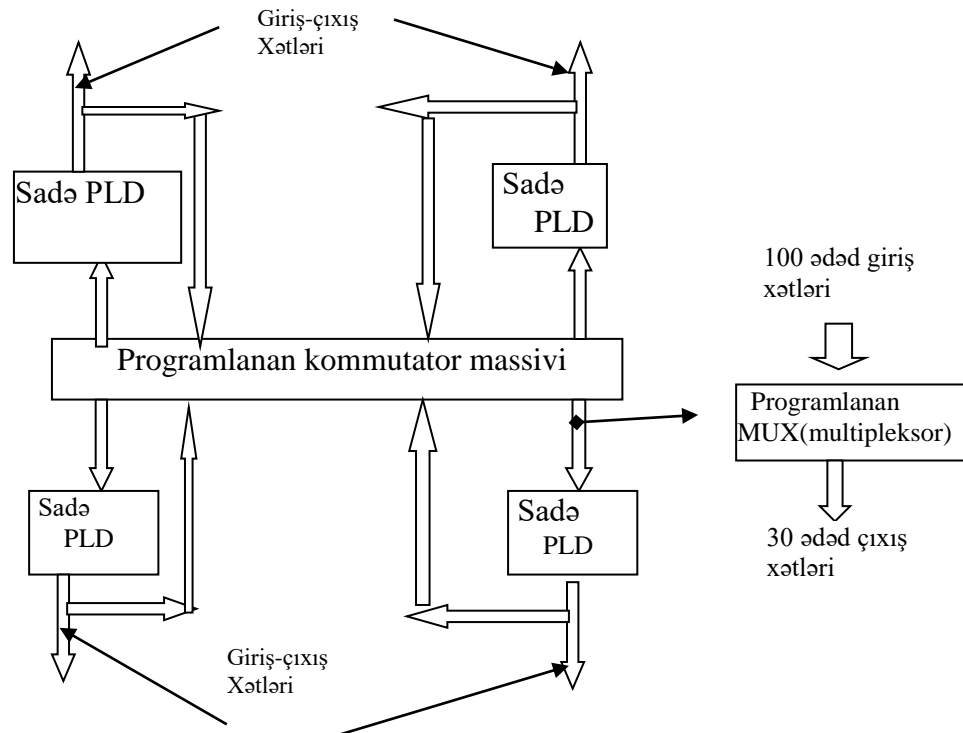 Giriş-çıxış
Xətləri
Sadə PLD
Sadə
PLD
100 ədəd giriş
xətləri
Programlanan kommutator massivi
Programlanan
MUX(multipleksor)
Sadə
PLD
Sadə
PLD
30 ədəd çıxış
xətləri
Giriş-çıxış
Xətləri